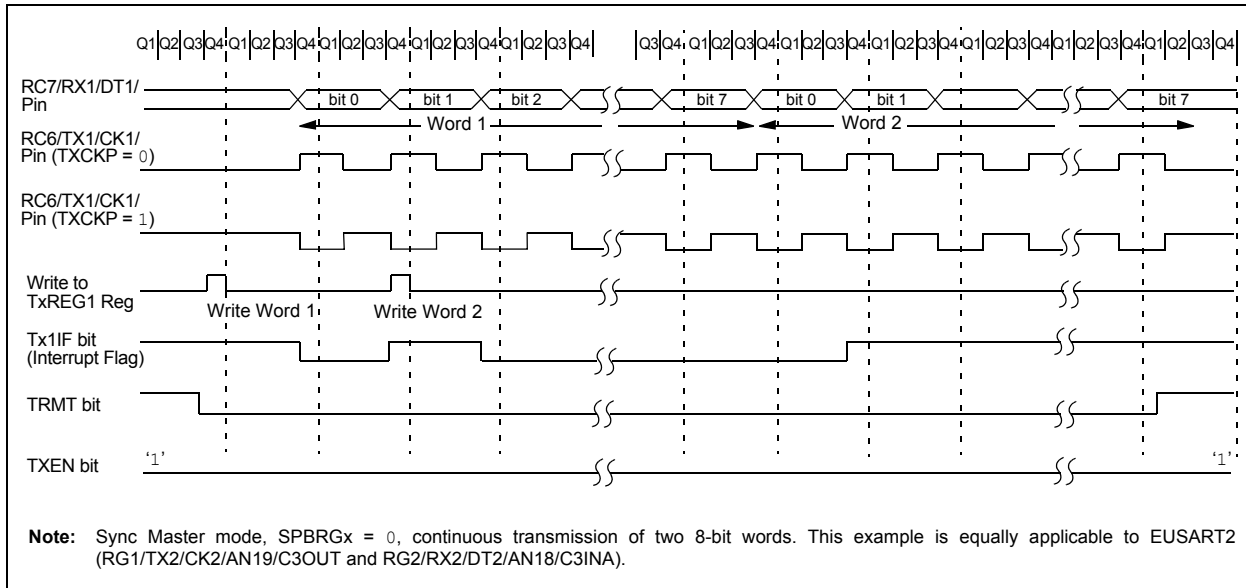 Q1 Q2 Q3 Q4 Q1 Q2 Q3 Q4 Q1 Q2 Q3 Q4 Q1 Q2 Q3 Q4 Q1 Q2 Q3 Q4 Q3 Q4 Q1 Q2 Q3 Q4 Q1 Q2 Q3 Q4 Q1 Q2 Q3 Q4 Q1 Q2 Q3 Q4 Q1 Q2 Q3 Q4 Q1 Q2 Q3 Q4
RC7/RX1/DT1/
Pin
bit 0 bit 1 bit 2 bit 7 bit 0 bit 1 bit 7
Word 1 Word 2
RC6/TX1/CK1/
Pin (TXCKP = 0)
RC6/TX1/CK1/
Pin (TXCKP = 1)
Write to
TxREG1 Reg
Write Word 1 Write Word 2
Tx1IF bit
(Interrupt Flag)
TRMT bit
TXEN bit
‘1’ ‘1’
Note: Sync Master mode, SPBRGx = 0, continuous transmission of two 8-bit words. This example is equally applicable to EUSART2
(RG1/TX2/CK2/AN19/C3OUT and RG2/RX2/DT2/AN18/C3INA).